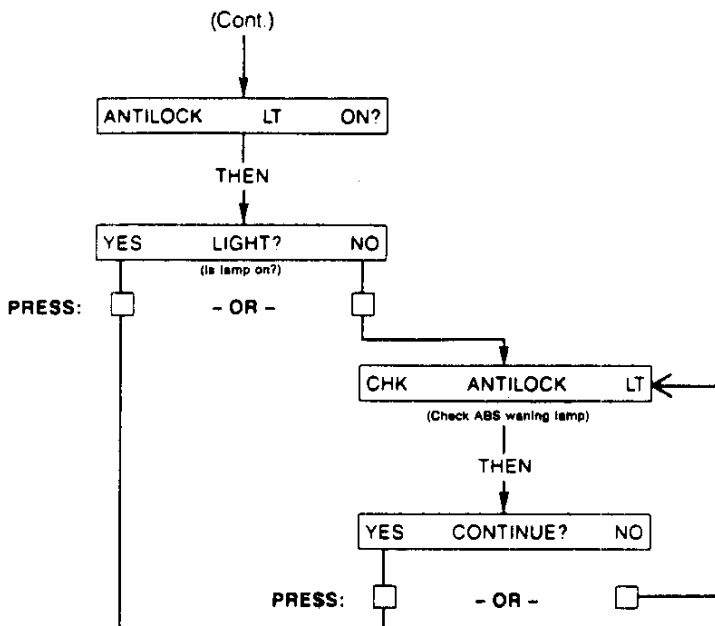 (Cont.)
ANTILOCK LT ON?
THEN
YES LIGHT? NO
(Is lamp on?)
PRESS: - OR -
CHK ANTILOCK LT
(Check ABS waning lamp)
THEN
YES CONTINUE? NO
PRESS: - OR -